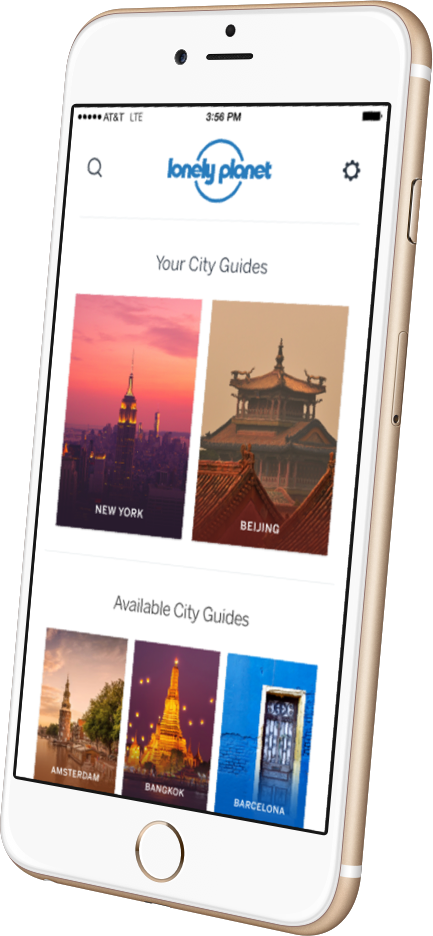 AT&T LTE 3:56 PM
lonely planet
Your City Guides
NEW YORK
BEIJING
Available City Guides
AMSTERDAM
BANGKOK
BARCELONA